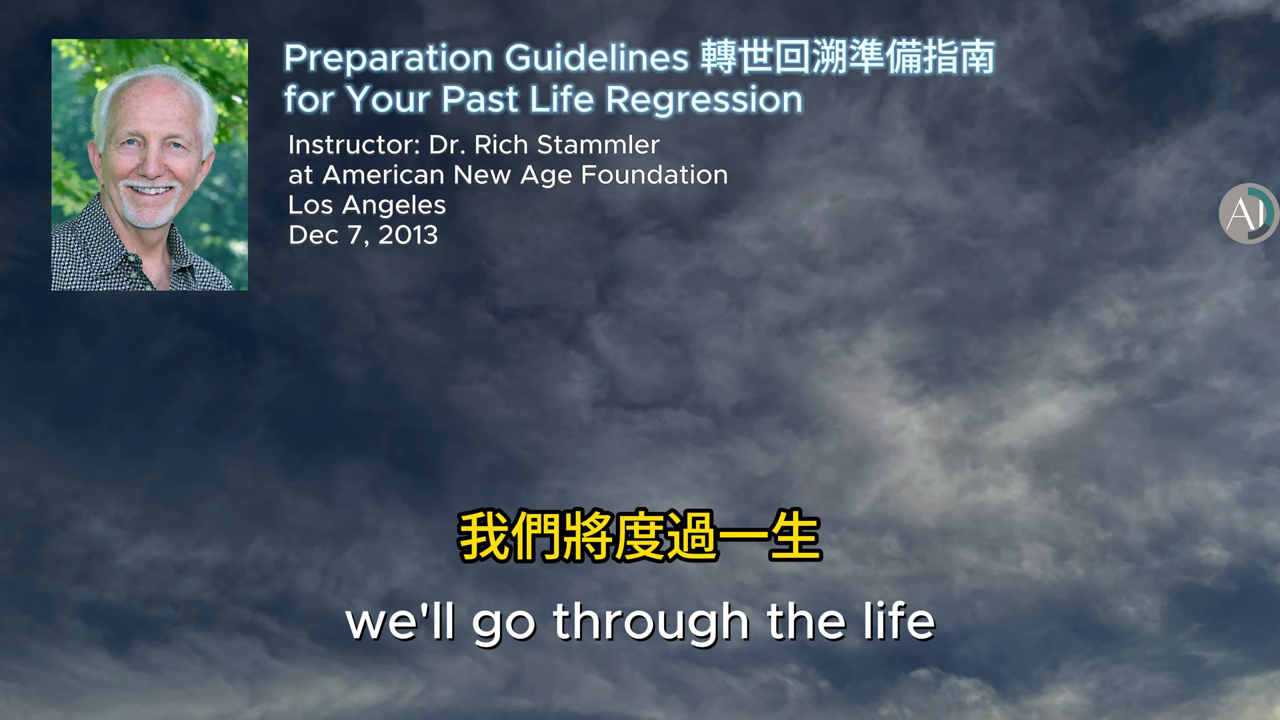 Preparation Guidelines 轉世回溯準備指南
for Your Past Life Regression
Instructor: Dr. Rich Stammler
at American New Age Foundation
Los Angeles
Dec 7, 2013
AI
我們將度過一生
we'll go through the life